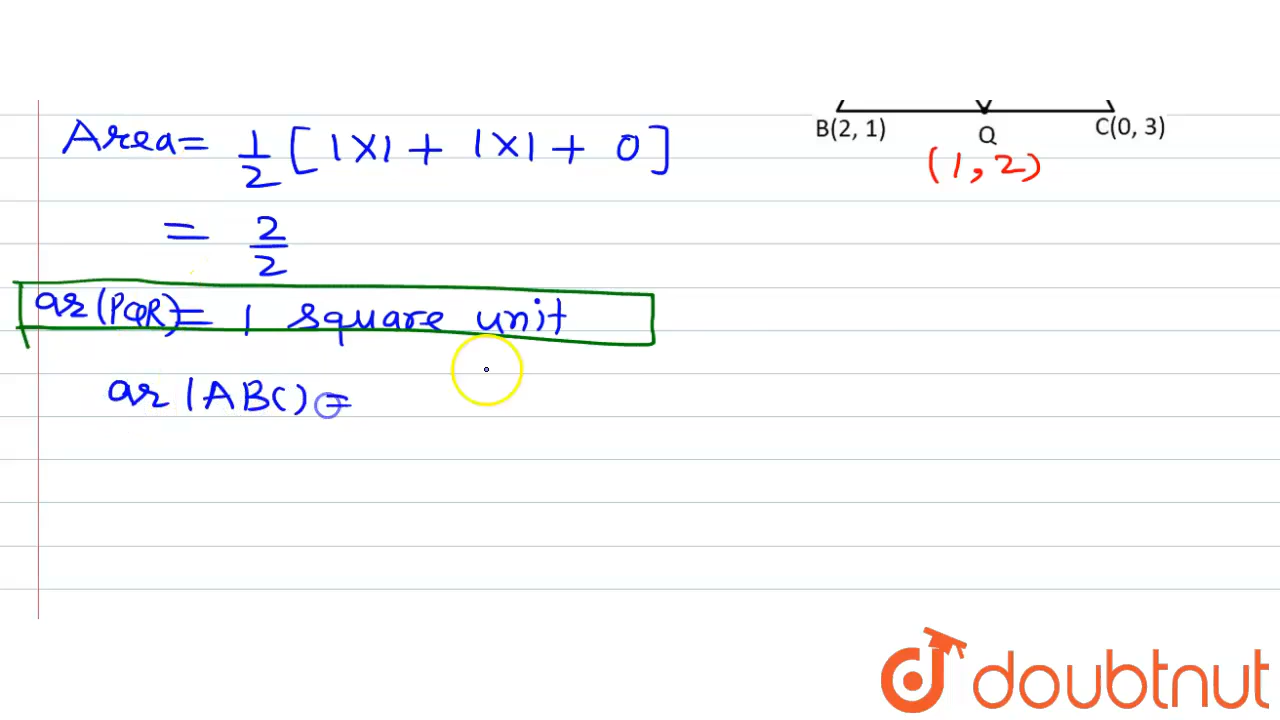 Area = 1/2 [1×1 + 1×1 + 0]
= 2/2
ar(PQR) = 1 square unit
ar(ABC) =
B(2, 1)
Q
C(0, 3)
(1, 2)
doubtnut